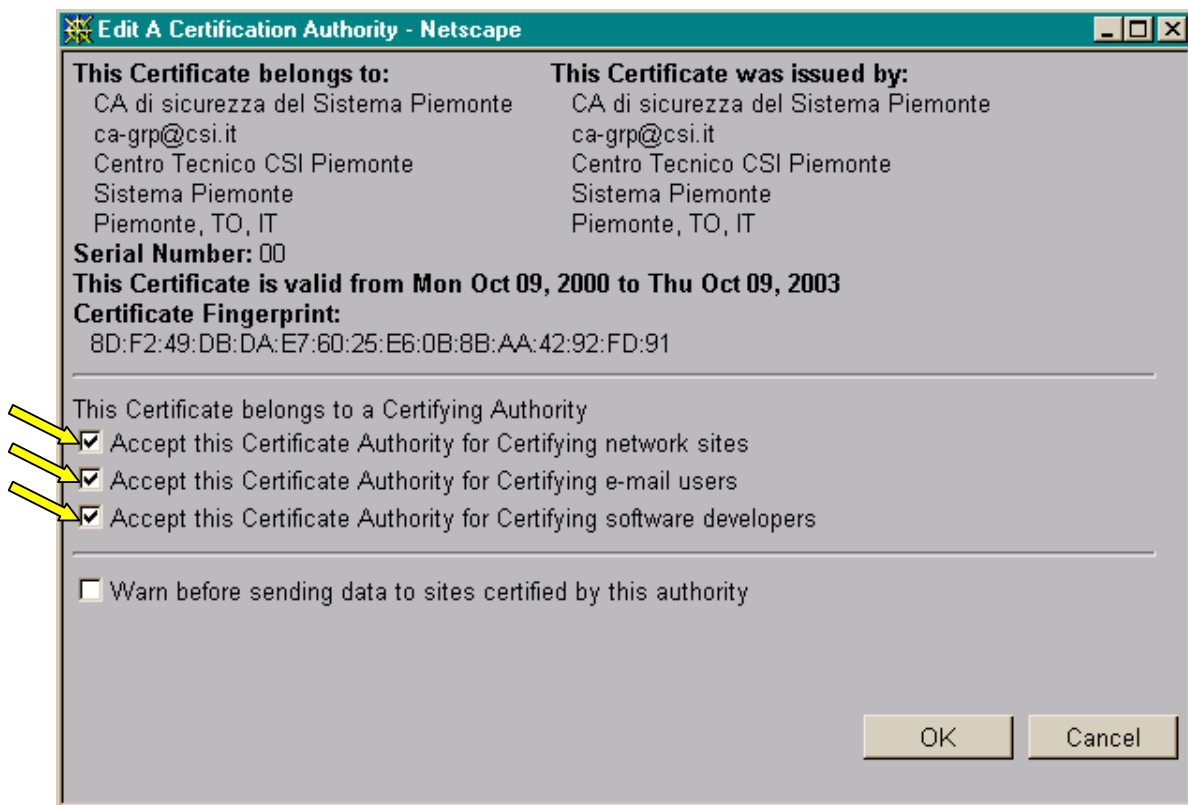 Edit A Certification Authority - Netscape
This Certificate belongs to:
CA di sicurezza del Sistema Piemonte
ca-grp@csi.it
Centro Tecnico CSI Piemonte
Sistema Piemonte
Piemonte, TO, IT
This Certificate was issued by:
CA di sicurezza del Sistema Piemonte
ca-grp@csi.it
Centro Tecnico CSI Piemonte
Sistema Piemonte
Piemonte, TO, IT
Serial Number: 00
This Certificate is valid from Mon Oct 09, 2000 to Thu Oct 09, 2003
Certificate Fingerprint:
8D:F2:49:DB:DA:E7:60:25:E6:0B:8B:AA:42:92:FD:91
This Certificate belongs to a Certifying Authority
Accept this Certificate Authority for Certifying network sites
Accept this Certificate Authority for Certifying e-mail users
Accept this Certificate Authority for Certifying software developers
Warn before sending data to sites certified by this authority
OK
Cancel